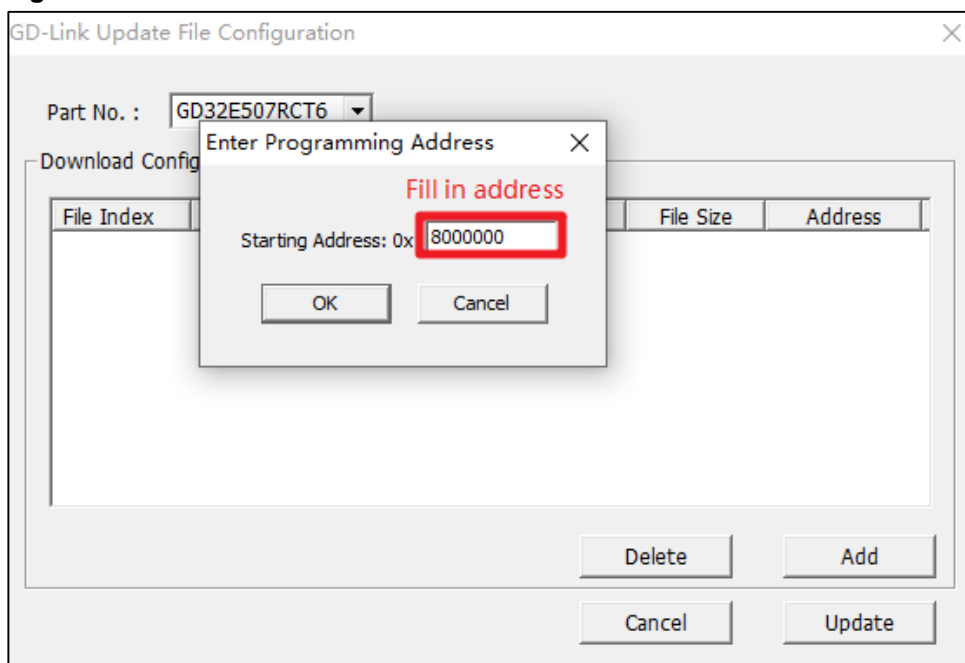 GD-Link Update File Configuration
Part No. : GD32E507RCT6
Enter Programming Address
Download Config
Fill in address
File Index File Size Address
Starting Address: 0x 8000000
OK Cancel
Delete Add
Cancel Update